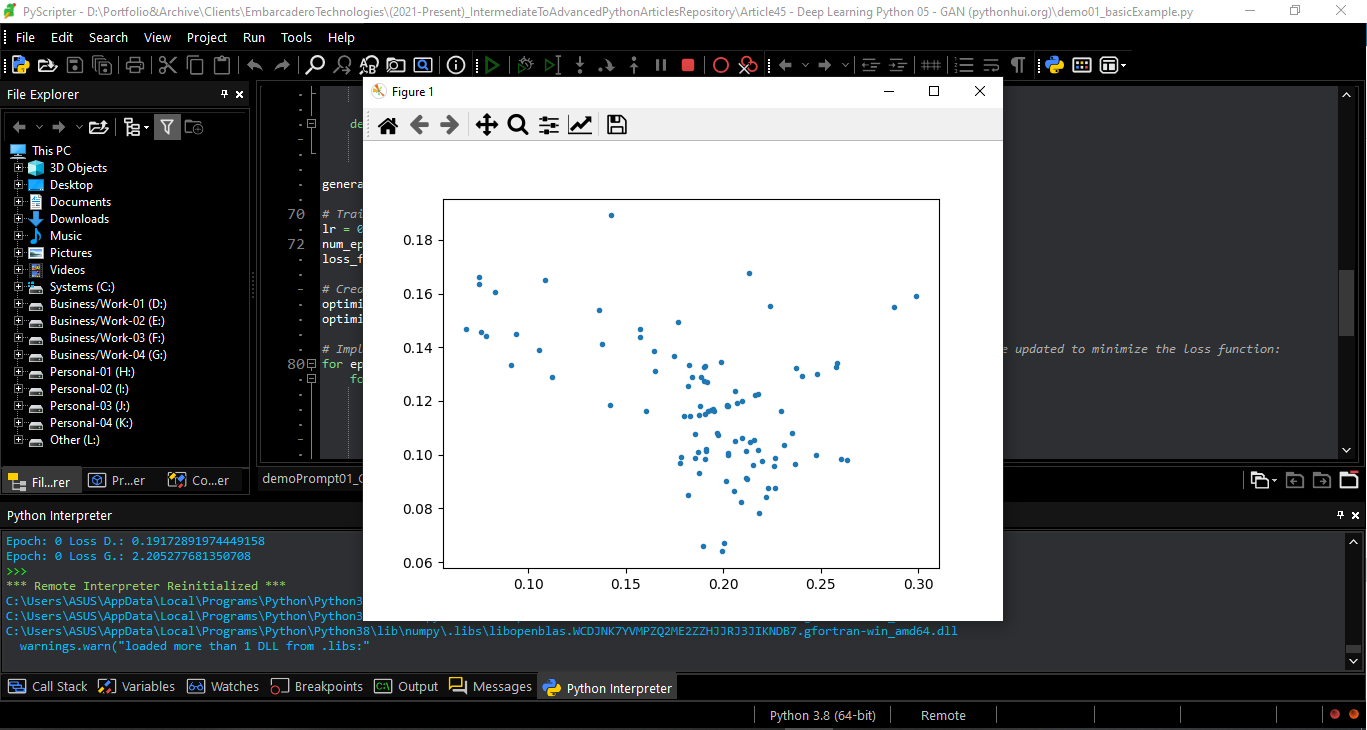 PyScripter - D:\Portfolio&Archive\Clients\EmbarcaderoTechnologies\(2021-Present)_IntermediateToAdvancedPythonArticlesRepository\Article45 - Deep Learning Python 05 - GAN (pythonhui.org)\demo01_basicExample.py
File Edit Search View Project Run Tools Help
File Explorer
This PC
3D Objects
Desktop
Documents
Downloads
Music
Pictures
Videos
Systems (C:)
Business/Work-01 (D:)
Business/Work-02 (E:)
Business/Work-03 (F:)
Business/Work-04 (G:)
Personal-01 (H:)
Personal-02 (I:)
Personal-03 (J:)
Personal-04 (K:)
Other (L:)
Fil...rer Pr...er Co...er
de
genera
70 # Trai
lr = 0
72 num_ep
loss_f
# Crea
optimi
optimi
# Impl
e updated to minimize the loss function:
80 for ep
fo
demoPrompt01_
Figure 1
0.18
0.16
0.14
0.12
0.10
0.08
0.06
0.10 0.15 0.20 0.25 0.30
Python Interpreter
Epoch: 0 Loss D.: 0.19172891974449158
Epoch: 0 Loss G.: 2.205277681350708
>>>
*** Remote Interpreter Reinitialized ***
C:\Users\ASUS\AppData\Local\Programs\Python\Python3
C:\Users\ASUS\AppData\Local\Programs\Python\Python3
C:\Users\ASUS\AppData\Local\Programs\Python\Python38\lib\numpy\.libs\libopenblas.WCDJNK7YVMPZQ2ME2ZZHJJRJ3JIKNDB7.gfortran-win_amd64.dll
warnings.warn("loaded more than 1 DLL from .libs:"
Call Stack Variables Watches Breakpoints Output Messages Python Interpreter
Python 3.8 (64-bit) Remote